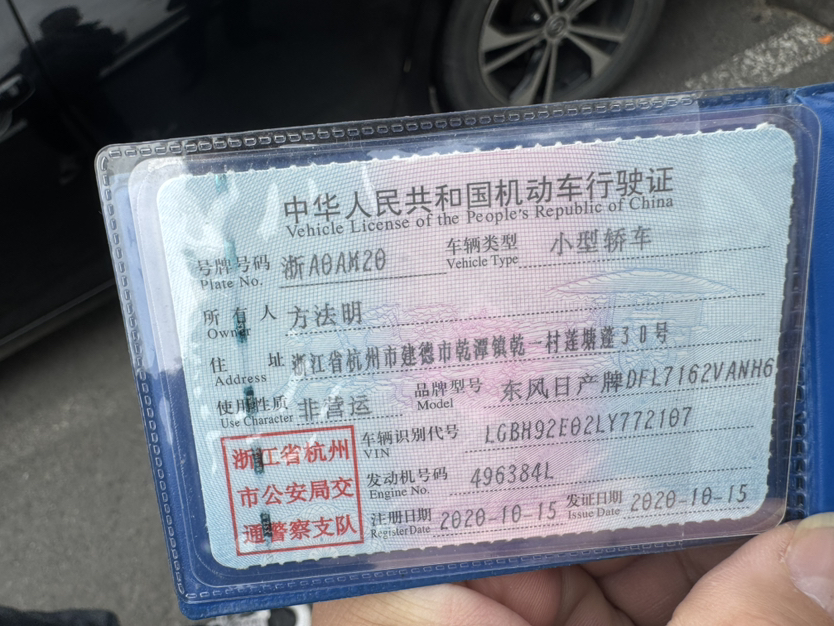 中华人民共和国机动车行驶证
Vehicle License of the People's Republic of China
号牌号码 浙A0AM20 车辆类型 小型轿车
Plate No. Vehicle Type
所有人 方法明
Owner
住址 浙江省杭州市建德市乾潭镇乾一村莲塘蓬30号
Address
使用性质 非营运 品牌型号 东风日产牌DFL7162VANH6
Use Character Model
浙江省杭州
市公安局交
通警察支队
车辆识别代号 LGBH92E02LY772107
VIN
发动机号码 496384L
Engine No.
注册日期 2020-10-15 发证日期 2020-10-15
Register Date Issue Date